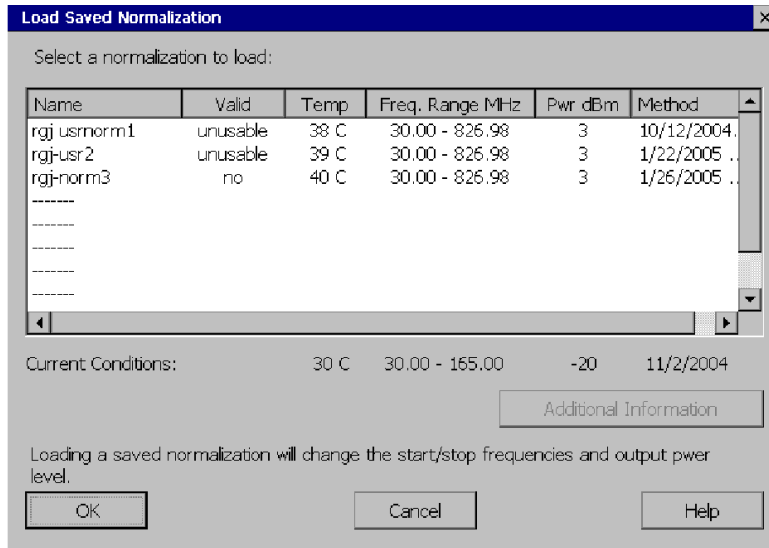 Load Saved Normalization
Select a normalization to load:
Name Valid Temp Freq. Range MHz Pwr dBm Method
rgj usrnorm1 unusable 38 C 30.00 - 826.98 3 10/12/2004.
rgj-usr2 unusable 39 C 30.00 - 826.98 3 1/22/2005 ..
rgj-norm3 no 40 C 30.00 - 826.98 3 1/26/2005 ..
-------
-------
-------
-------
-------
Current Conditions: 30 C 30.00 - 165.00 -20 11/2/2004
Additional Information
Loading a saved normalization will change the start/stop frequencies and output pwer
level.
OK Cancel Help